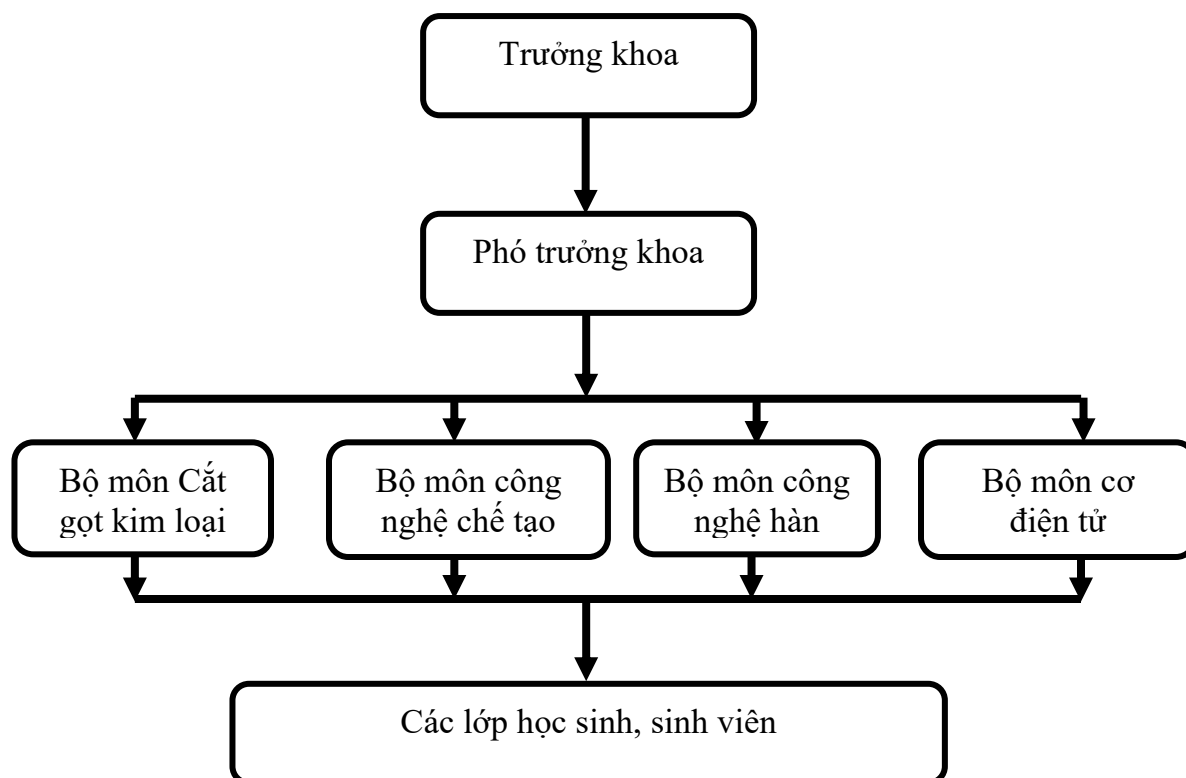 Trưởng khoa
Phó trưởng khoa
Bộ môn Cắt
gọt kim loại
Bộ môn công
nghệ chế tạo
Bộ môn công
nghệ hàn
Bộ môn cơ
điện tử
Các lớp học sinh, sinh viên